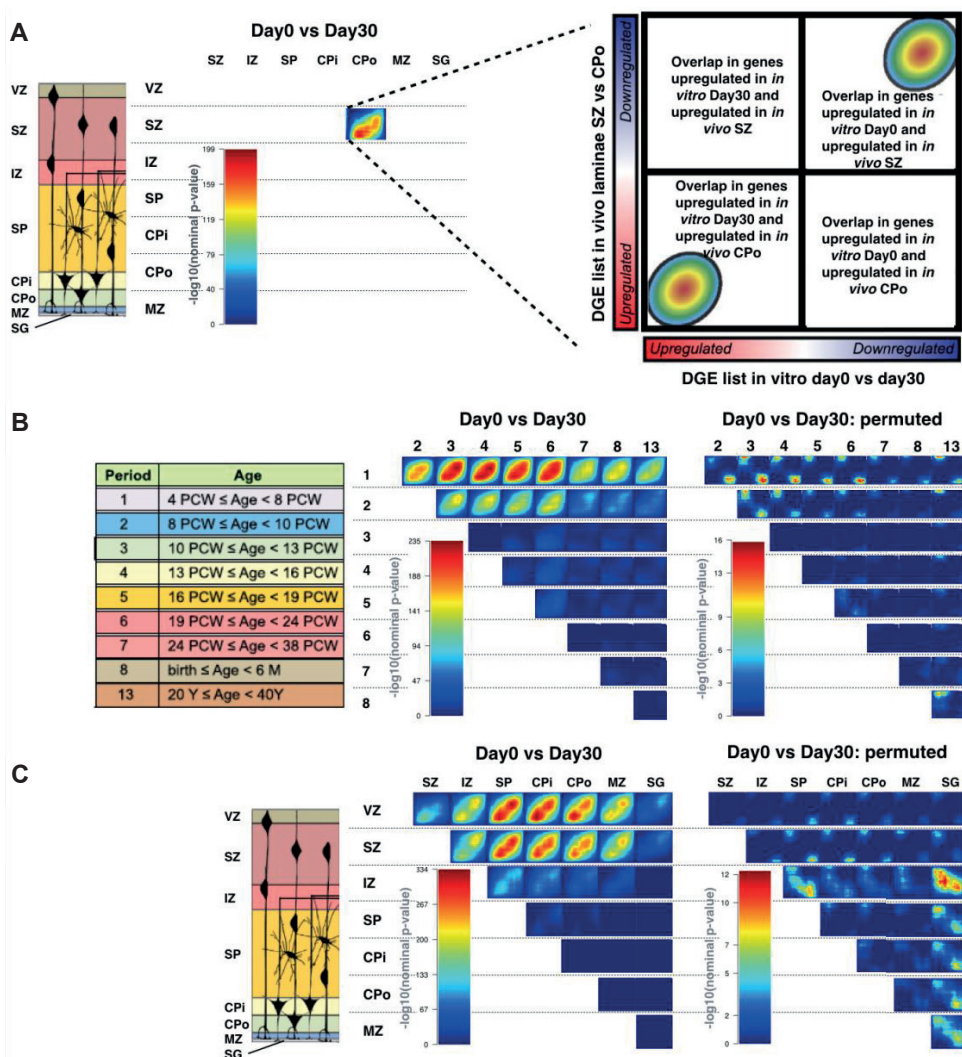 A
Day0 vs Day30
SZ IZ SP CPi CPo MZ SG
VZ
SZ
IZ
SP
CPi
CPo
MZ
SG
VZ
SZ
IZ
SP
CPi
CPo
MZ
199
159
119
79
40
0
-log10(nominal p-value)
DGE list in vivo laminae SZ vs CPo
Downregulated
Upregulated
Overlap in genes
upregulated in in
vitro Day30 and
upregulated in in
vivo SZ
Overlap in genes
upregulated in in
vitro Day0 and
upregulated in in
vivo SZ
Overlap in genes
upregulated in in
vitro Day30 and
upregulated in in
vivo CPo
Overlap in genes
upregulated in in
vitro Day0 and
upregulated in in
vivo CPo
Upregulated Downregulated
DGE list in vitro day0 vs day30
B
Period Age
1 4 PCW ≤ Age < 8 PCW
2 8 PCW ≤ Age < 10 PCW
3 10 PCW ≤ Age < 13 PCW
4 13 PCW ≤ Age < 16 PCW
5 16 PCW ≤ Age < 19 PCW
6 19 PCW ≤ Age < 24 PCW
7 24 PCW ≤ Age < 38 PCW
8 birth ≤ Age < 6 M
13 20 Y ≤ Age < 40Y
Day0 vs Day30
2 3 4 5 6 7 8 13
1
2
3
4
5
6
7
8
235
188
141
94
47
0
-log10(nominal p-value)
Day0 vs Day30: permuted
2 3 4 5 6 7 8 13
16
13
9
6
3
0
-log10(nominal p-value)
C
VZ
SZ
IZ
SP
CPi
CPo
MZ
SG
Day0 vs Day30
SZ IZ SP CPi CPo MZ SG
VZ
SZ
IZ
SP
CPi
CPo
MZ
334
267
200
133
67
0
-log10(nominal p-value)
Day0 vs Day30: permuted
SZ IZ SP CPi CPo MZ SG
12
10
7
5
2
0
-log10(nominal p-value)